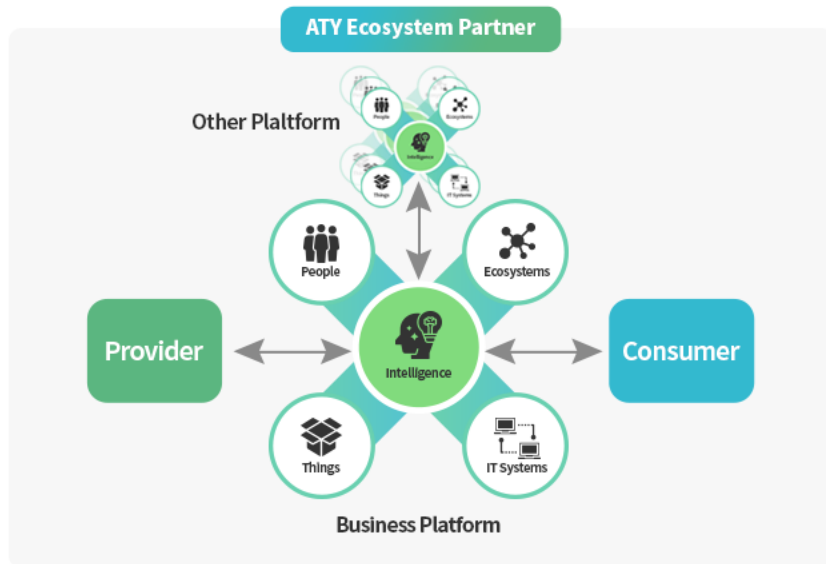 ATY Ecosystem Partner
Other Plaltform
People
Ecosystems
Intelligence
Things
IT Systems
People
Ecosystems
Provider
Intelligence
Consumer
Things
IT Systems
Business Platform